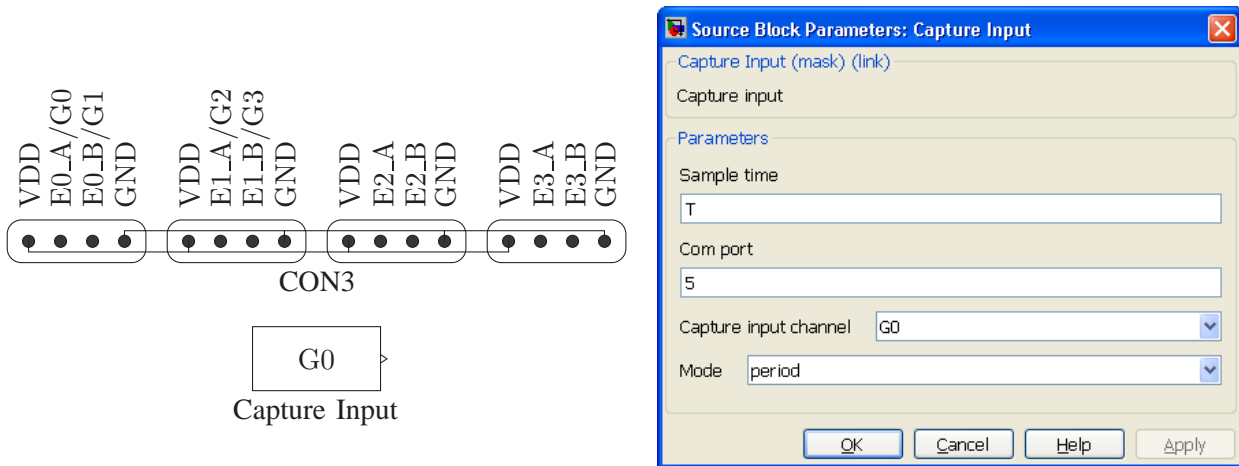 VDD
E0_A/G0
E0_B/G1
GND
VDD
E1_A/G2
E1_B/G3
GND
VDD
E2_A
E2_B
GND
VDD
E3_A
E3_B
GND
CON3
G0
Capture Input
Source Block Parameters: Capture Input
Capture Input (mask) (link)
Capture input
Parameters
Sample time
T
Com port
5
Capture input channel G0
Mode period
OK Cancel Help Apply